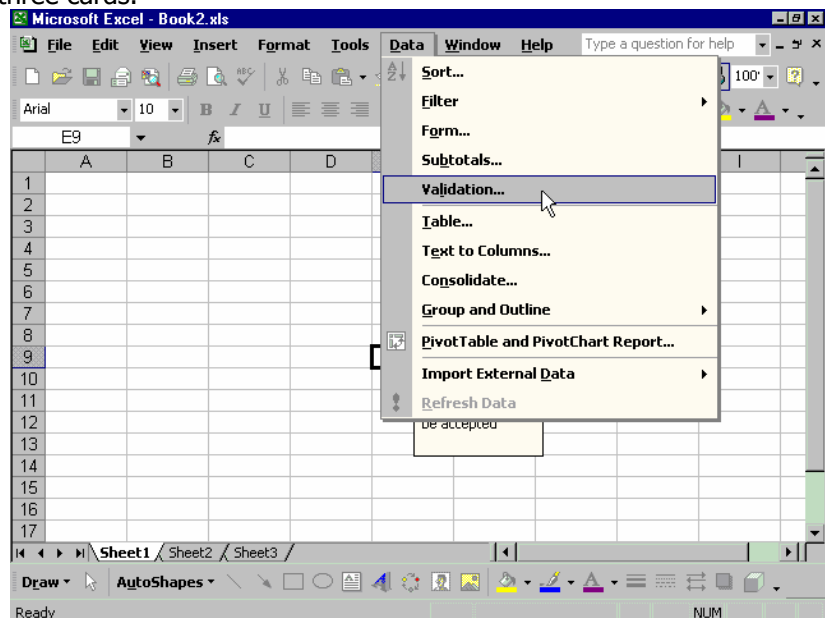 three cards.
Microsoft Excel - Book2.xls
File Edit View Insert Format Tools Data Window Help Type a question for help
100%
Arial 10 B I U
E9 fx
A B C D I
Sort...
Filter
Form...
Subtotals...
Validation...
Table...
Text to Columns...
Consolidate...
Group and Outline
PivotTable and PivotChart Report...
Import External Data
Refresh Data
be accepted
1
2
3
4
5
6
7
8
9
10
11
12
13
14
15
16
17
Sheet1 Sheet2 Sheet3
Draw AutoShapes
Ready NUM